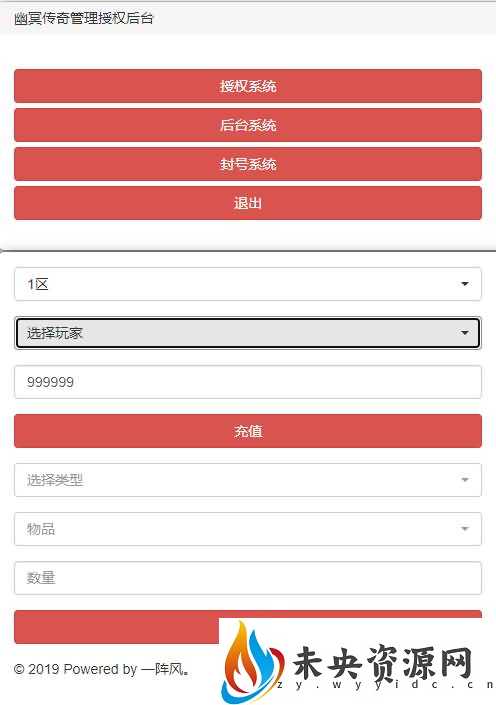 幽冥传奇管理授权后台
授权系统
后台系统
封号系统
退出
1区
选择玩家
999999
充值
选择类型
物品
数量
© 2019 Powered by 一阵风。
未央资源网
zy.wyyidc.cn